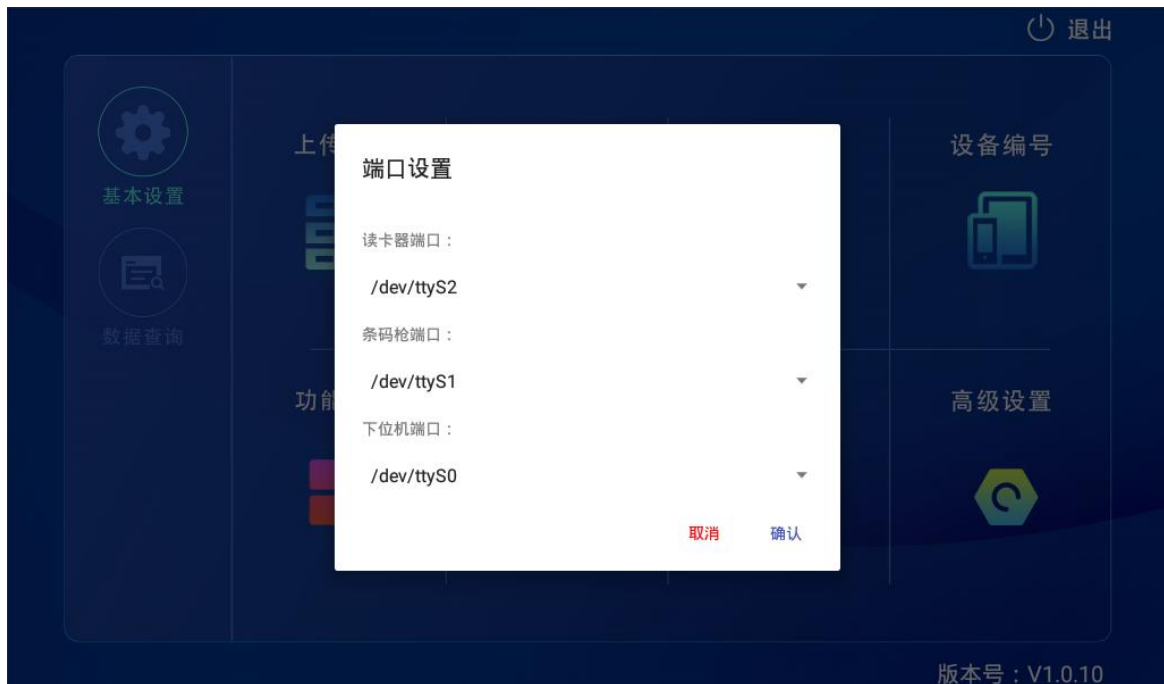 退出
基本设置
数据查询
上传
设备编号
功能
高级设置
端口设置
读卡器端口：
/dev/ttyS2
条码枪端口：
/dev/ttyS1
下位机端口：
/dev/ttyS0
取消
确认
版本号：V1.0.10